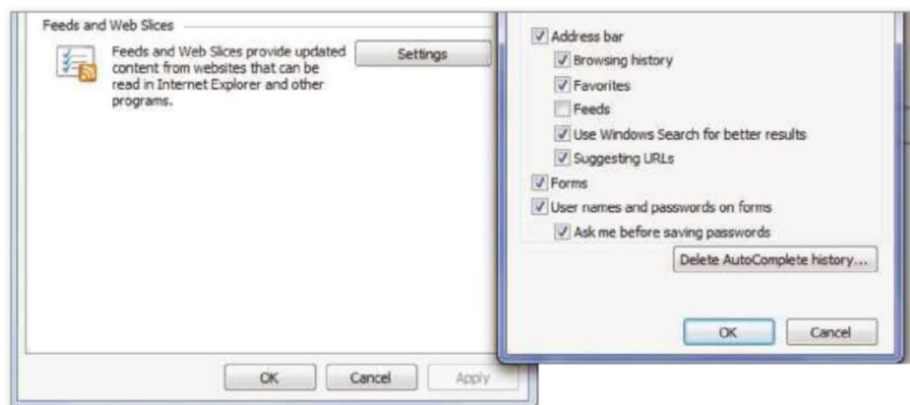 Feeds and Web Slices
Feeds and Web Slices provide updated
content from websites that can be
read in Internet Explorer and other
programs.
Settings
OK
Cancel
Apply
Address bar
Browsing history
Favorites
Feeds
Use Windows Search for better results
Suggesting URLs
Forms
User names and passwords on forms
Ask me before saving passwords
Delete AutoComplete history...
OK
Cancel